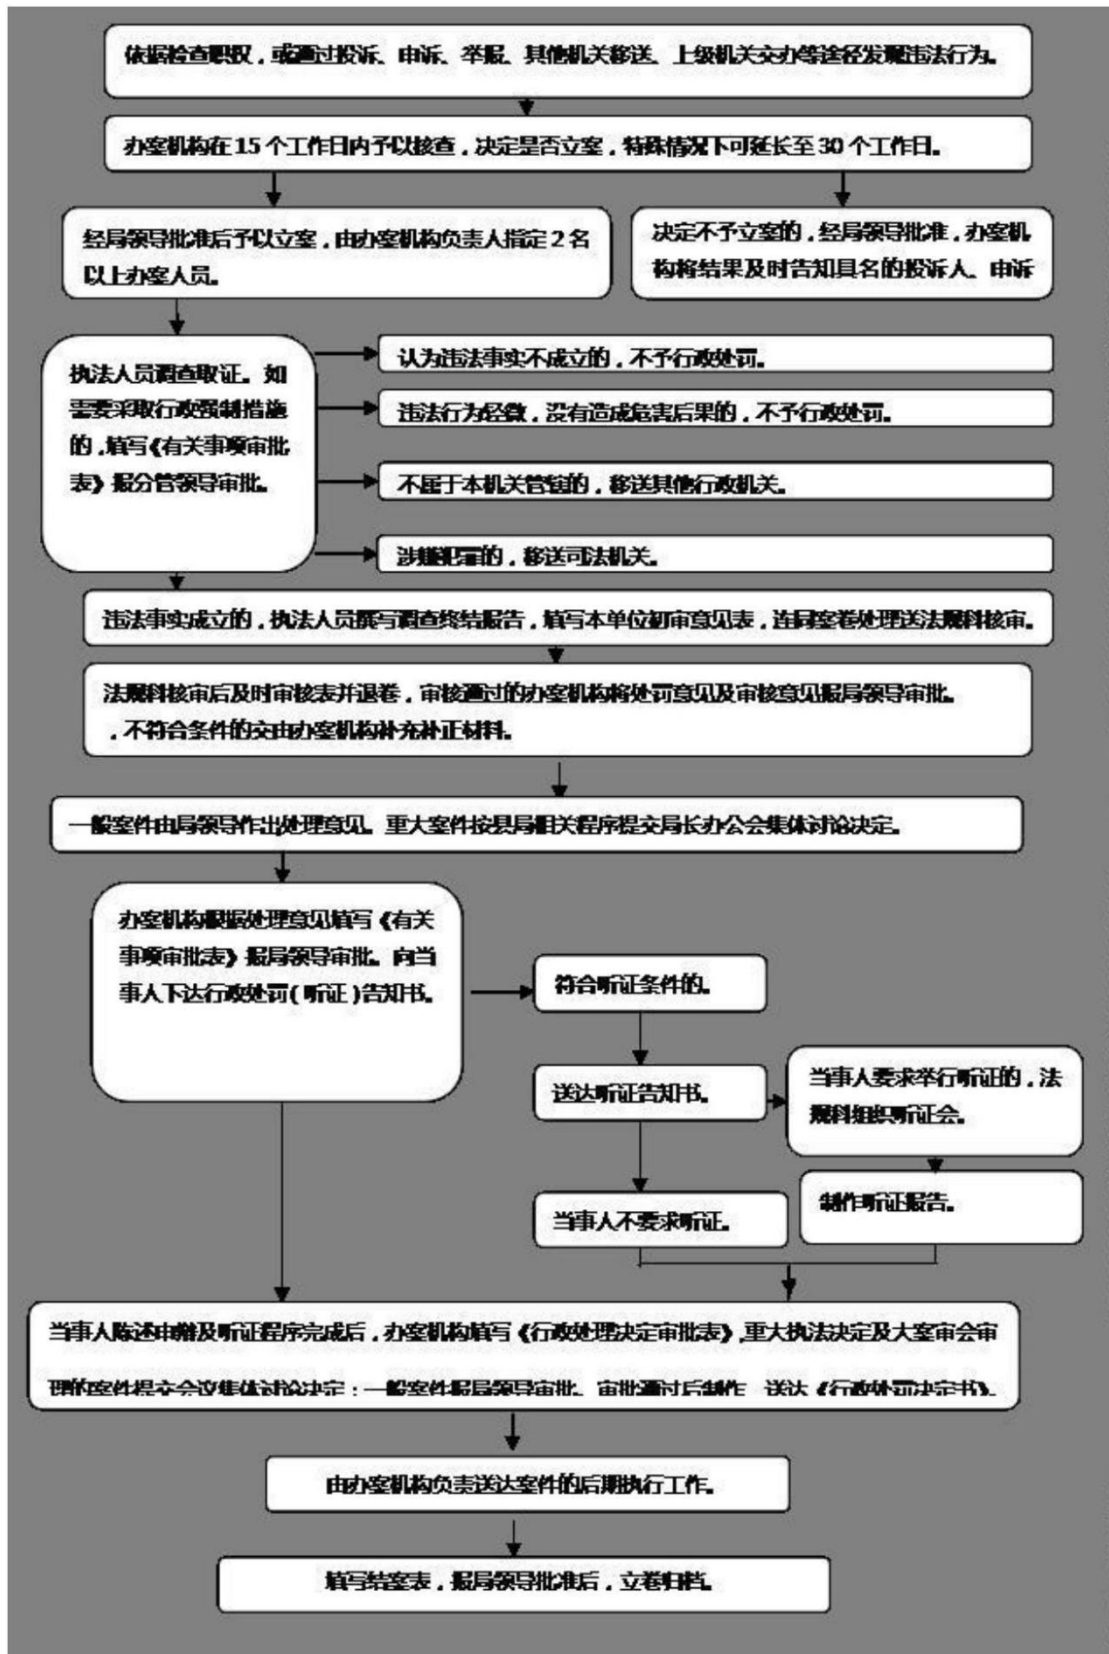 依据检查职权，或通过投诉、申诉、举报、其他机关移送、上级机关交办等途径发现违法行为。
办案机构在15个工作日内予以核查，决定是否立案，特殊情况下可延长至30个工作日。
经局领导批准后予以立案，由办案机构负责人指定2名
以上办案人员。
决定不予立案的，经局领导批准，办案机
构将结果及时告知具名的投诉人、申诉
执法人员调查取证。如
需要采取行政强制措施
的，填写《有关事项审批
表》报分管领导审批。
认为违法事实不成立的，不予行政处罚。
违法行为轻微，没有造成危害后果的，不予行政处罚。
不属于本机关管辖的，移送其他行政机关。
涉嫌犯罪的，移送司法机关。
违法事实成立的，执法人员撰写调查终结报告，填写本单位初审意见表，连同案卷处理送法规科核审。
法规科核审后及时审核表并退卷，审核通过的办案机构将处罚意见及审核意见报局领导审批。
，不符合条件的交由办案机构补充补正材料。
一般案件由局领导作出处理意见。重大案件按县局相关程序提交局长办公会集体讨论决定。
办案机构根据处理意见填写《有关
事项审批表》报局领导审批。向当
事人下达行政处罚(听证)告知书。
符合听证条件的。
送达听证告知书。
当事人要求举行听证的，法
规科组织听证会。
当事人不要求听证。
制作听证报告。
当事人陈述申辩及听证程序完成后，办案机构填写《行政处理决定审批表》,重大执法决定及大案审会审
理的案件提交会议集体讨论决定；一般案件报局领导审批。审批通过后制作、送达《行政处罚决定书》。
由办案机构负责送达案件的后期执行工作。
填写结案表，报局领导批准后，立卷归档。